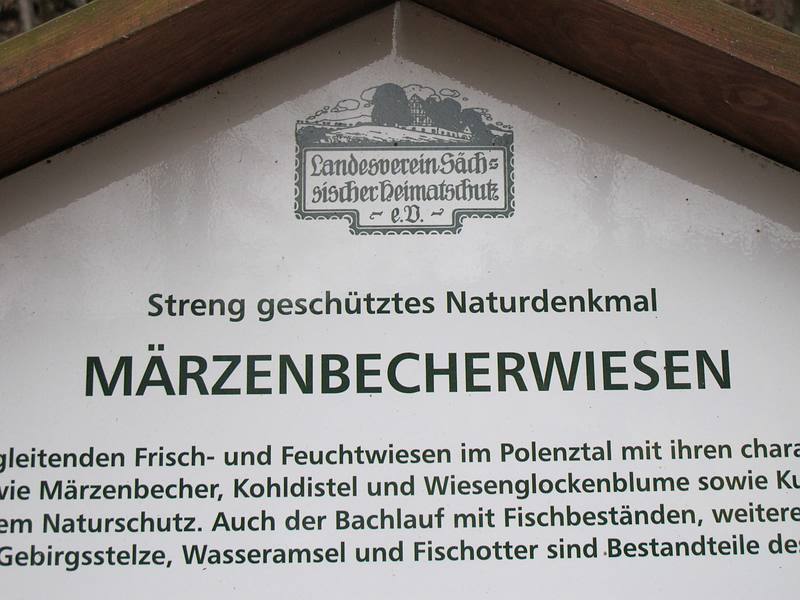 Landesverein Säch=
sischer Heimatschutz
~ e.V. ~
Streng geschütztes Naturdenkmal
MÄRZENBECHERWIESEN
gleitenden Frisch- und Feuchtwiesen im Polenztal mit ihren chara
wie Märzenbecher, Kohldistel und Wiesenglockenblume sowie Ku
em Naturschutz. Auch der Bachlauf mit Fischbeständen, weitere
Gebirgsstelze, Wasseramsel und Fischotter sind Bestandteile des